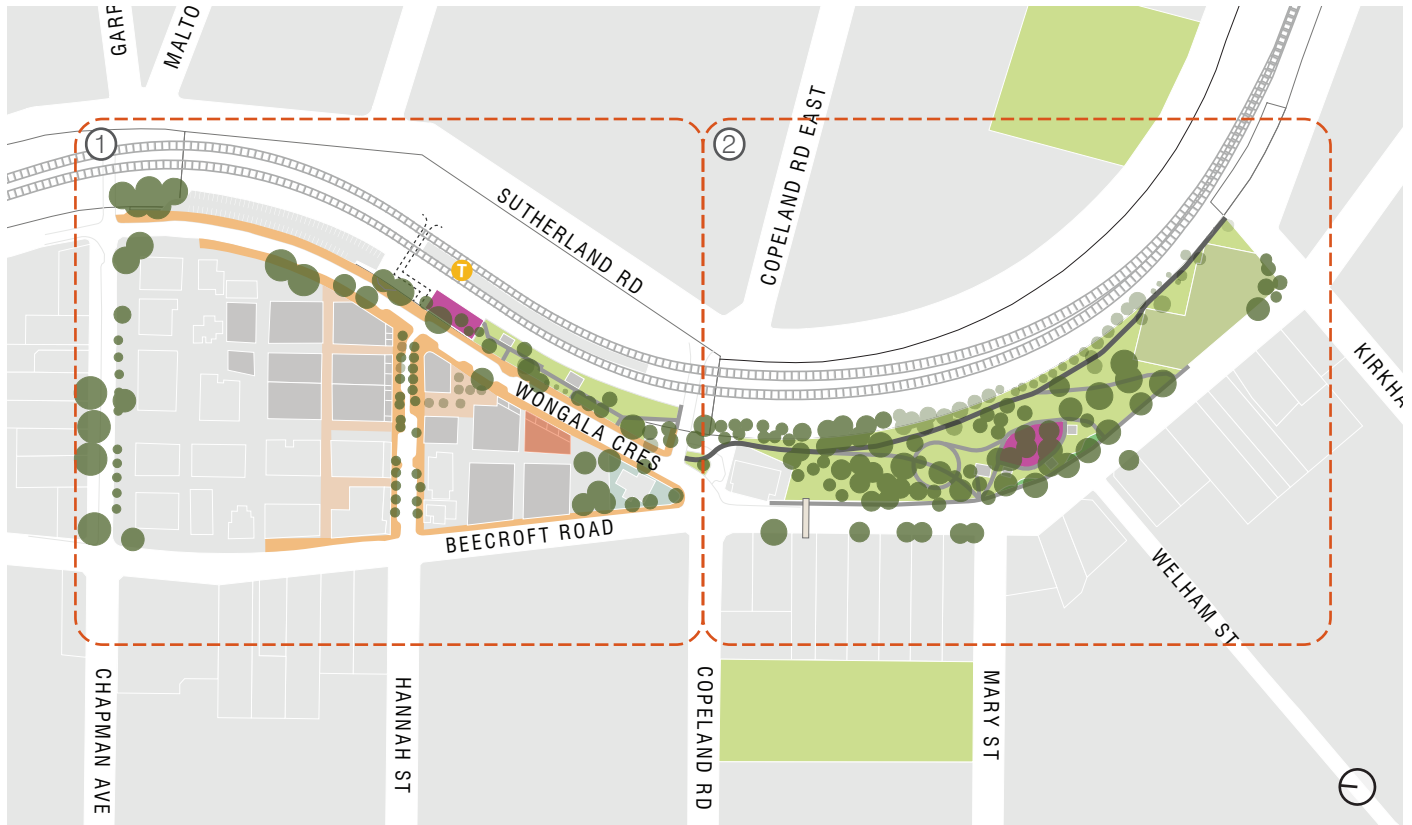 GARF
MALTO
1
2
COPELAND RD EAST
SUTHERLAND RD
T
WONGALA CRES
BEECROFT ROAD
KIRKHA
WELHAM ST
CHAPMAN AVE
HANNAH ST
COPELAND RD
MARY ST